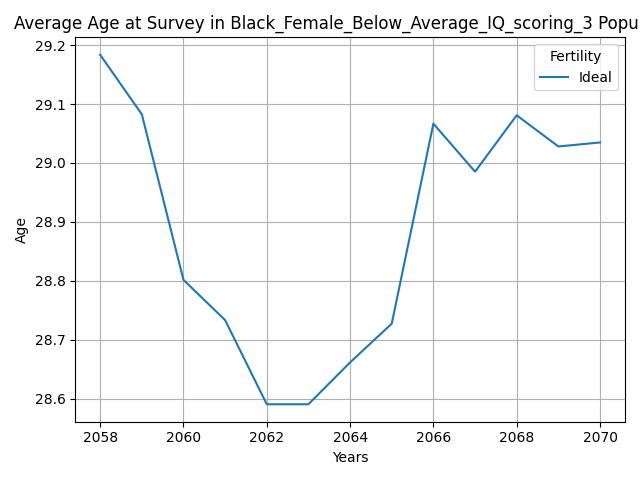 Average Age at Survey in Black_Female_Below_Average_IQ_scoring_3 Popu
29.2
29.1
29.0
28.9
28.8
28.7
28.6
Age
2058 2060 2062 2064 2066 2068 2070
Years
Fertility
Ideal